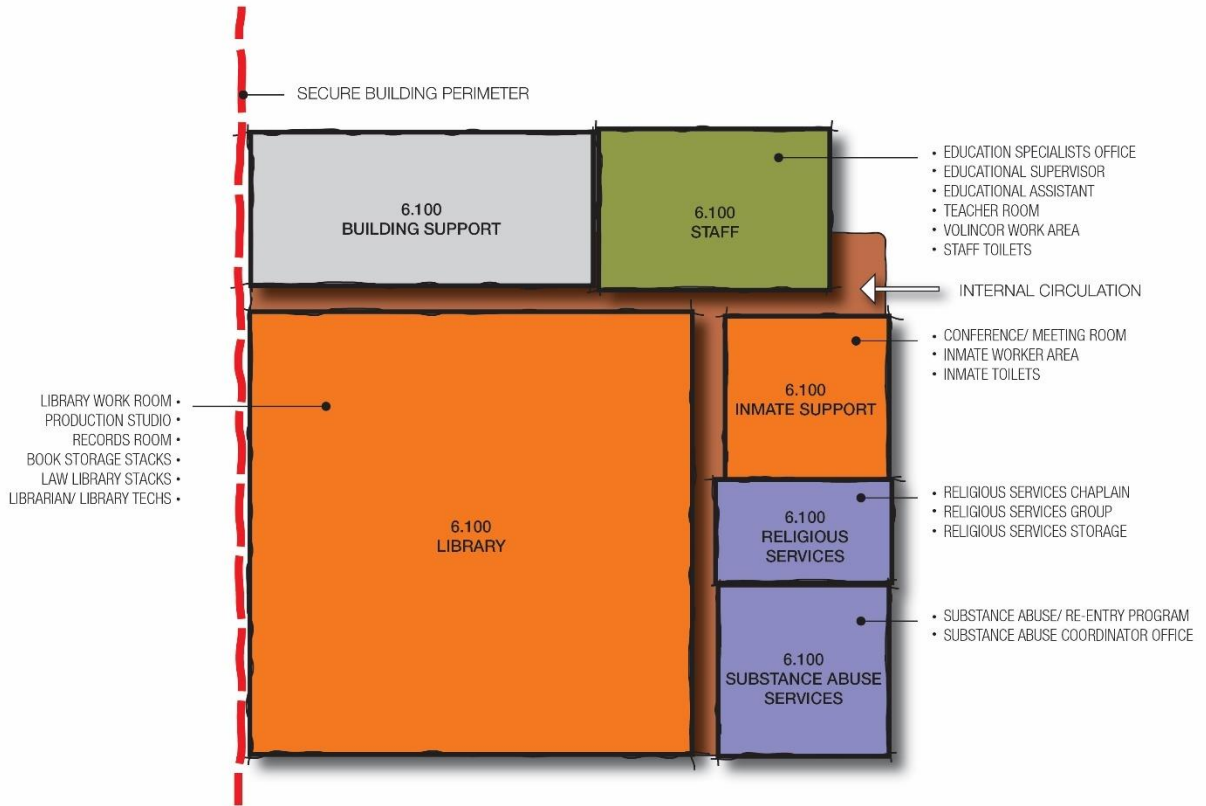 SECURE BUILDING PERIMETER
6.100
BUILDING SUPPORT
6.100
STAFF
• EDUCATION SPECIALISTS OFFICE
• EDUCATIONAL SUPERVISOR
• EDUCATIONAL ASSISTANT
• TEACHER ROOM
• VOLINCOR WORK AREA
• STAFF TOILETS
INTERNAL CIRCULATION
• CONFERENCE/ MEETING ROOM
• INMATE WORKER AREA
• INMATE TOILETS
6.100
INMATE SUPPORT
LIBRARY WORK ROOM •
PRODUCTION STUDIO •
RECORDS ROOM •
BOOK STORAGE STACKS •
LAW LIBRARY STACKS •
LIBRARIAN/ LIBRARY TECHS •
6.100
LIBRARY
6.100
RELIGIOUS
SERVICES
• RELIGIOUS SERVICES CHAPLAIN
• RELIGIOUS SERVICES GROUP
• RELIGIOUS SERVICES STORAGE
6.100
SUBSTANCE ABUSE
SERVICES
• SUBSTANCE ABUSE/ RE-ENTRY PROGRAM
• SUBSTANCE ABUSE COORDINATOR OFFICE